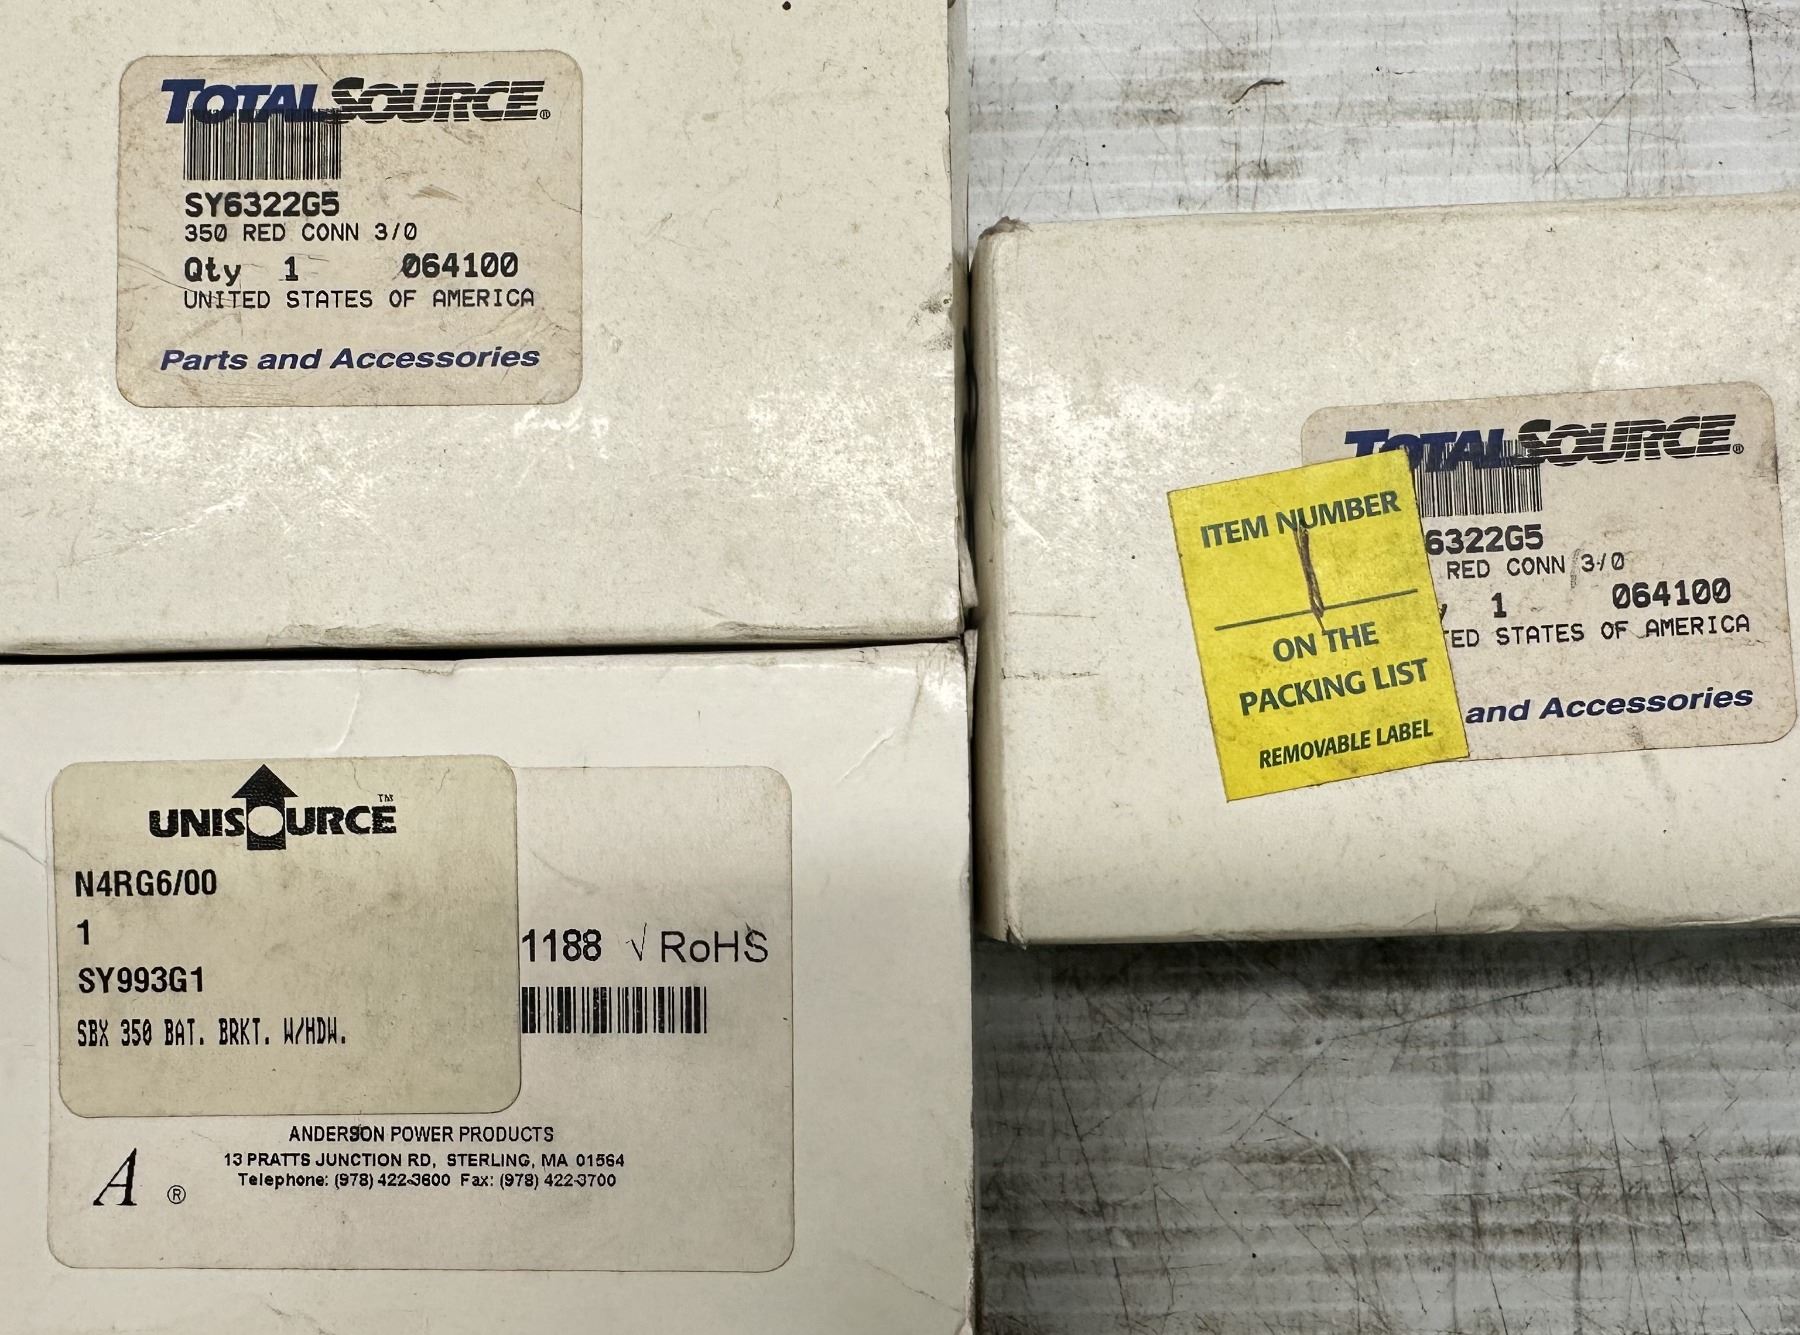 TOTALSOURCE®
SY6322G5
350 RED CONN 3/0
Qty 1 064100
UNITED STATES OF AMERICA
Parts and Accessories
TOTALSOURCE®
6322G5
RED CONN 3/0
1 064100
TED STATES OF AMERICA
and Accessories
ITEM NUMBER
1
ON THE
PACKING LIST
REMOVABLE LABEL
UNISOURCE™
N4RG6/00
1
SY993G1
SBX 350 BAT. BRKT. W/HDW.
1188 √ RoHS
ANDERSON POWER PRODUCTS
13 PRATTS JUNCTION RD, STERLING, MA 01564
Telephone: (978) 422-3600 Fax: (978) 422-3700
A ®